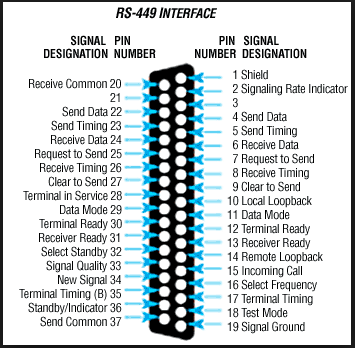 RS-449 INTERFACE
SIGNAL PIN
DESIGNATION NUMBER
PIN SIGNAL
NUMBER DESIGNATION
Receive Common 20
21
Send Data 22
Send Timing 23
Receive Data 24
Request to Send 25
Receive Timing 26
Clear to Send 27
Terminal in Service 28
Data Mode 29
Terminal Ready 30
Receiver Ready 31
Select Standby 32
Signal Quality 33
New Signal 34
Terminal Timing (B) 35
Standby/Indicator 36
Send Common 37
1 Shield
2 Signaling Rate Indicator
3
4 Send Data
5 Send Timing
6 Receive Data
7 Request to Send
8 Receive Timing
9 Clear to Send
10 Local Loopback
11 Data Mode
12 Terminal Ready
13 Receiver Ready
14 Remote Loopback
15 Incoming Call
16 Select Frequency
17 Terminal Timing
18 Test Mode
19 Signal Ground